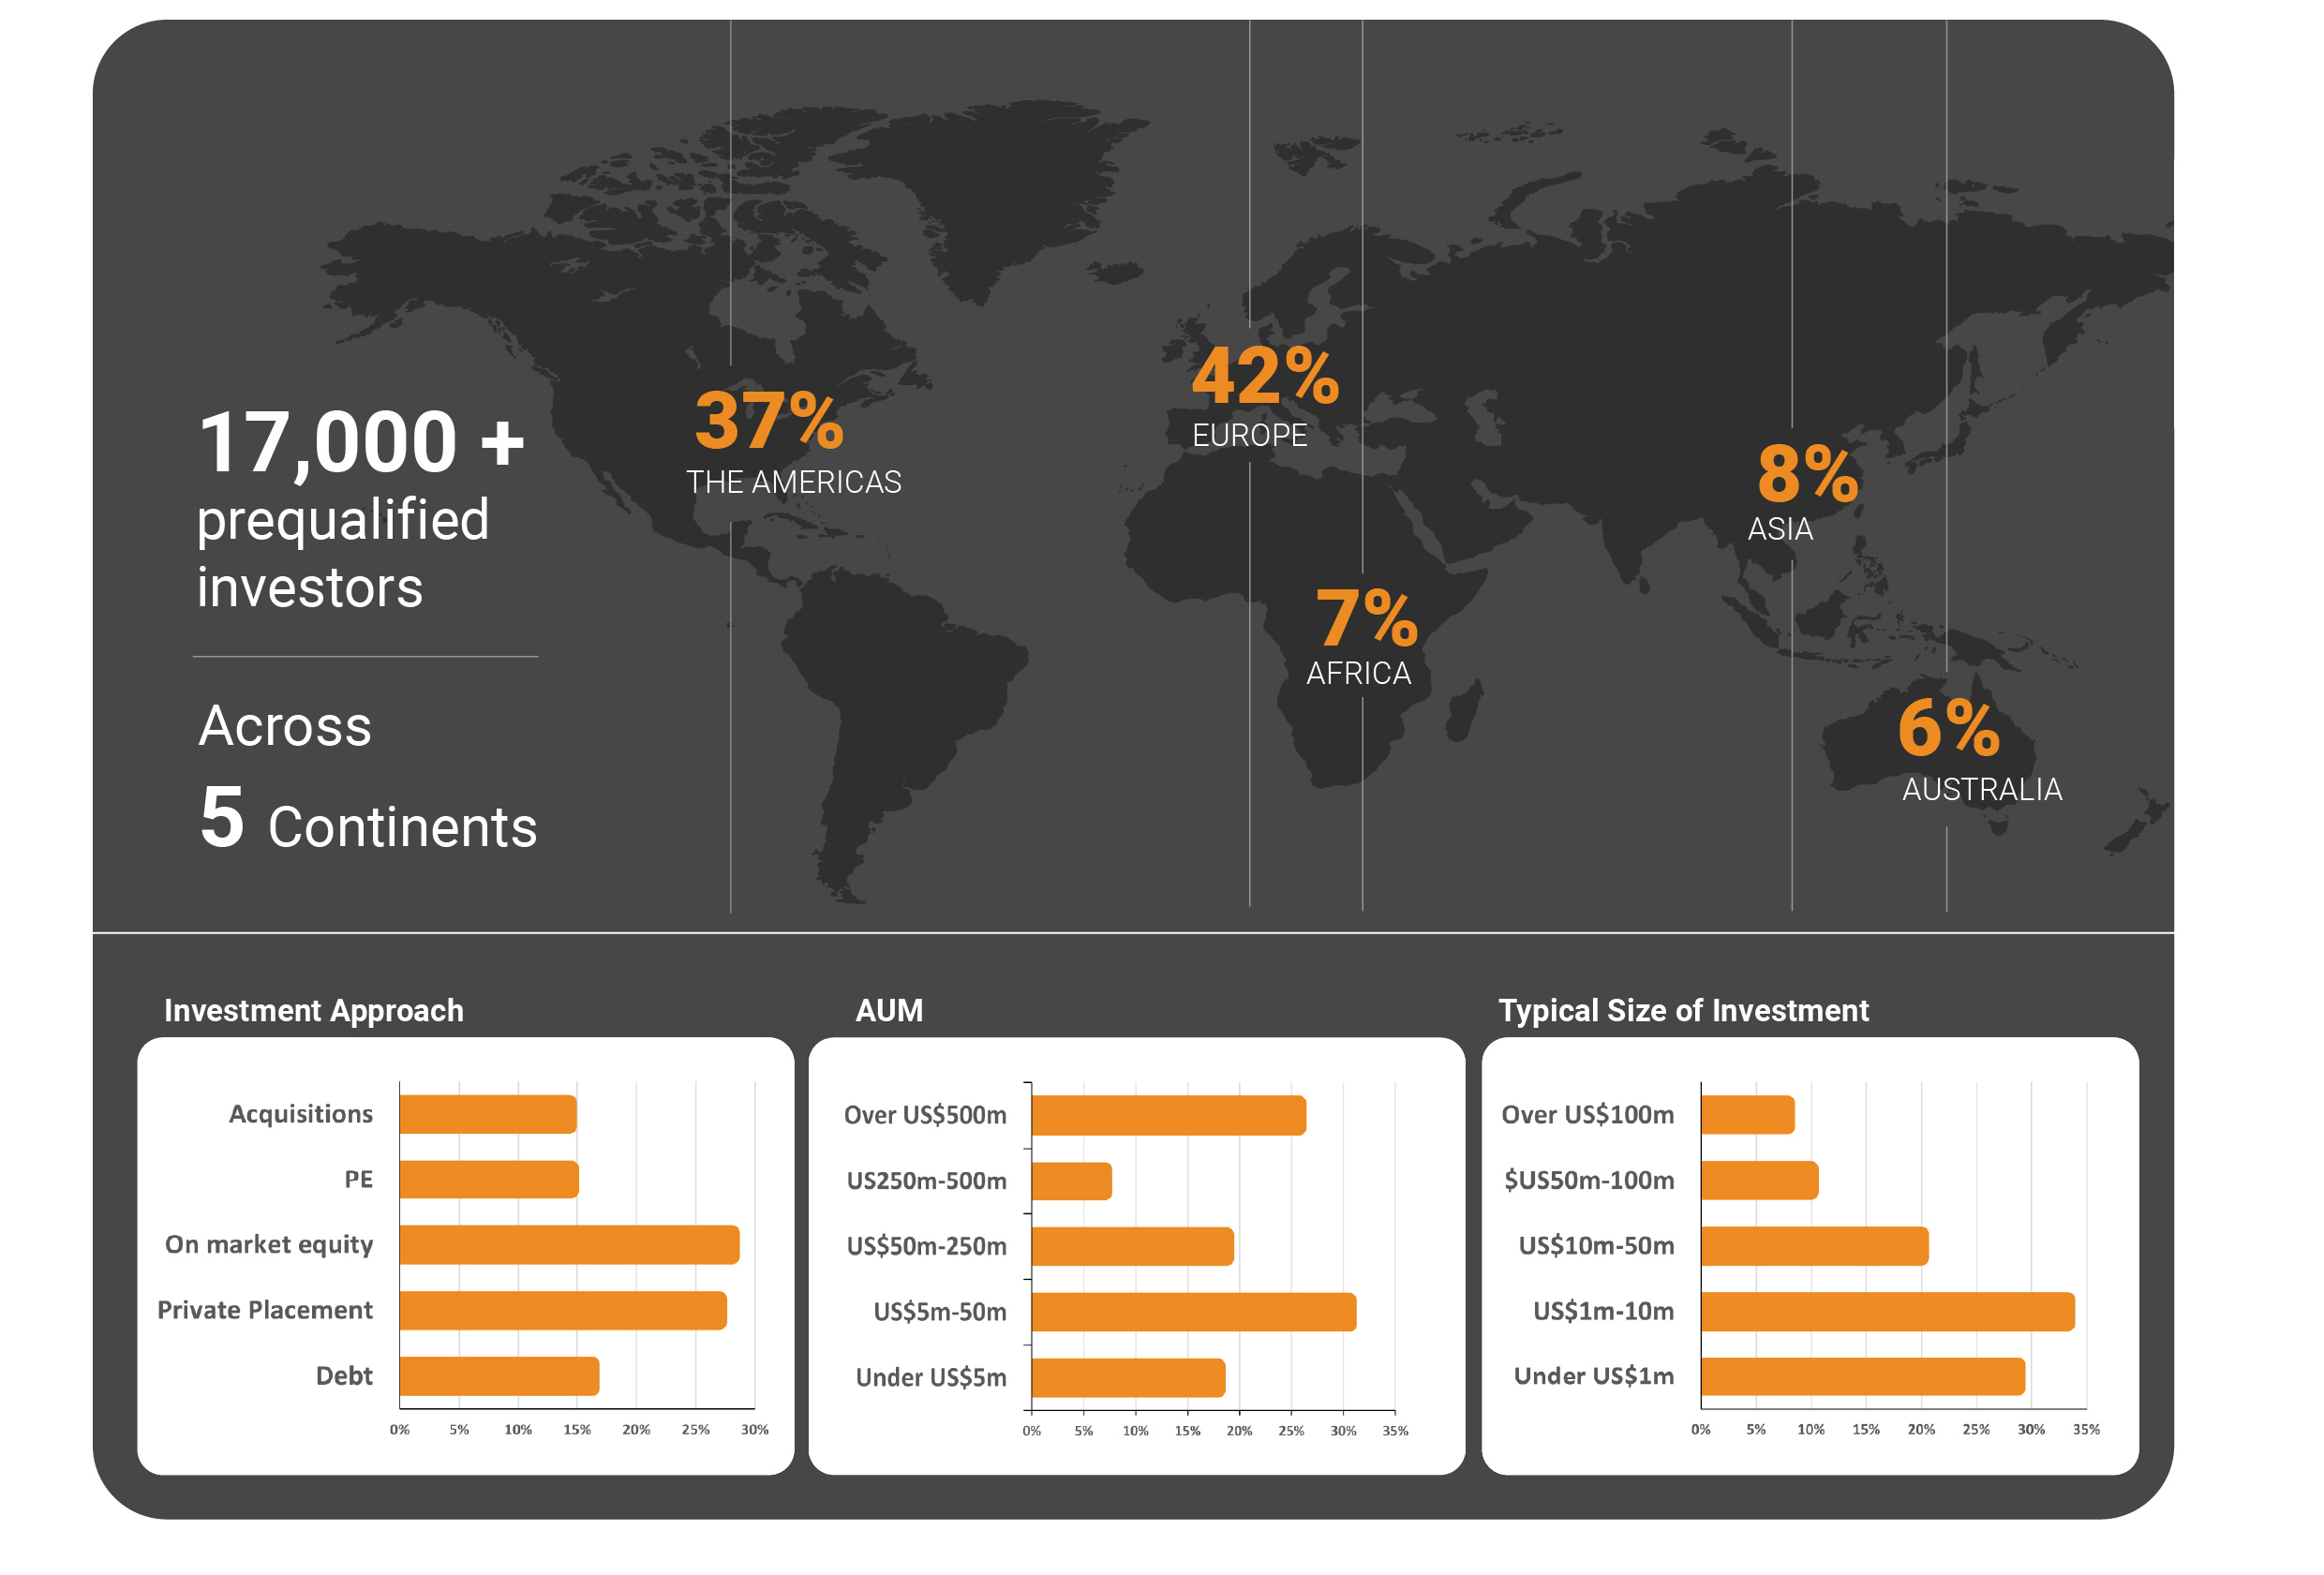 17,000 +
prequalified
investors
Across
5 Continents
37%
THE AMERICAS
42%
EUROPE
7%
AFRICA
8%
ASIA
6%
AUSTRALIA
Investment Approach
Acquisitions
PE
On market equity
Private Placement
Debt
0% 5% 10% 15% 20% 25% 30%
AUM
Over US$500m
US250m-500m
US$50m-250m
US$5m-50m
Under US$5m
0% 5% 10% 15% 20% 25% 30% 35%
Typical Size of Investment
Over US$100m
$US50m-100m
US$10m-50m
US$1m-10m
Under US$1m
0% 5% 10% 15% 20% 25% 30% 35%